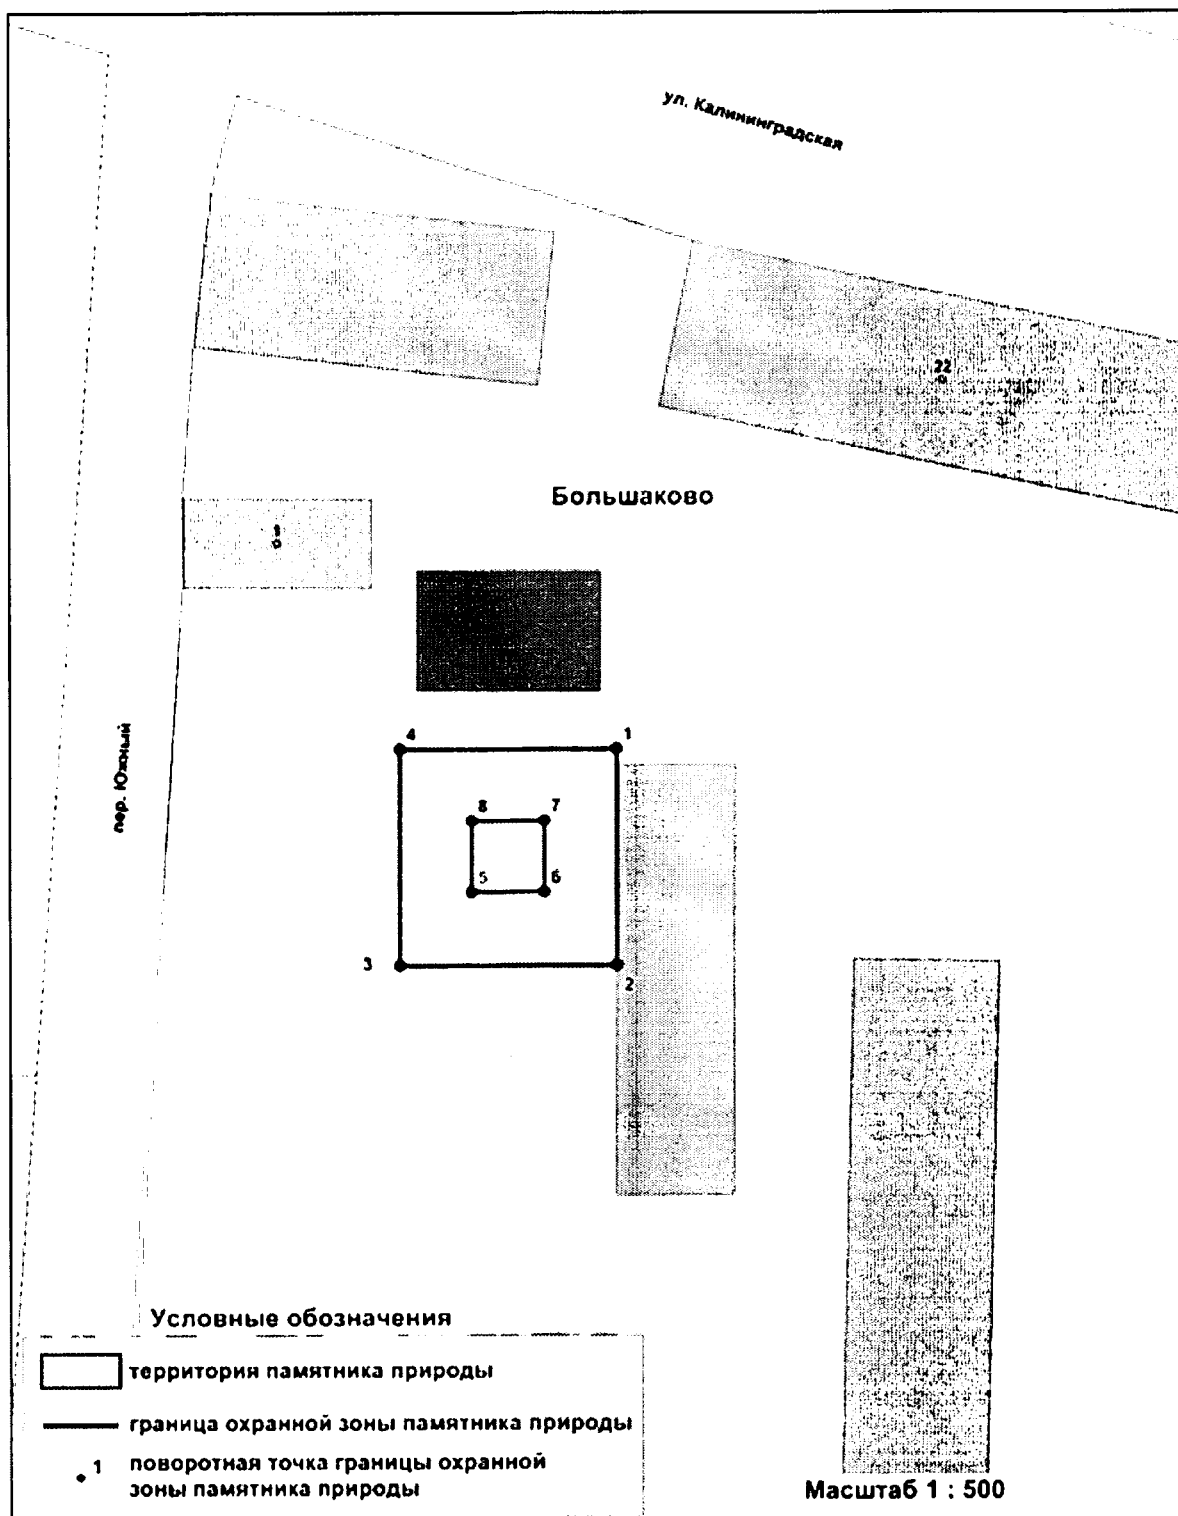 ул. Калининградская
22
Большаково
пер. Южный
4
1
8
7
5
6
3
2
Условные обозначения
территория памятника природы
граница охранной зоны памятника природы
1 поворотная точка границы охранной
зоны памятника природы
Масштаб 1 : 500